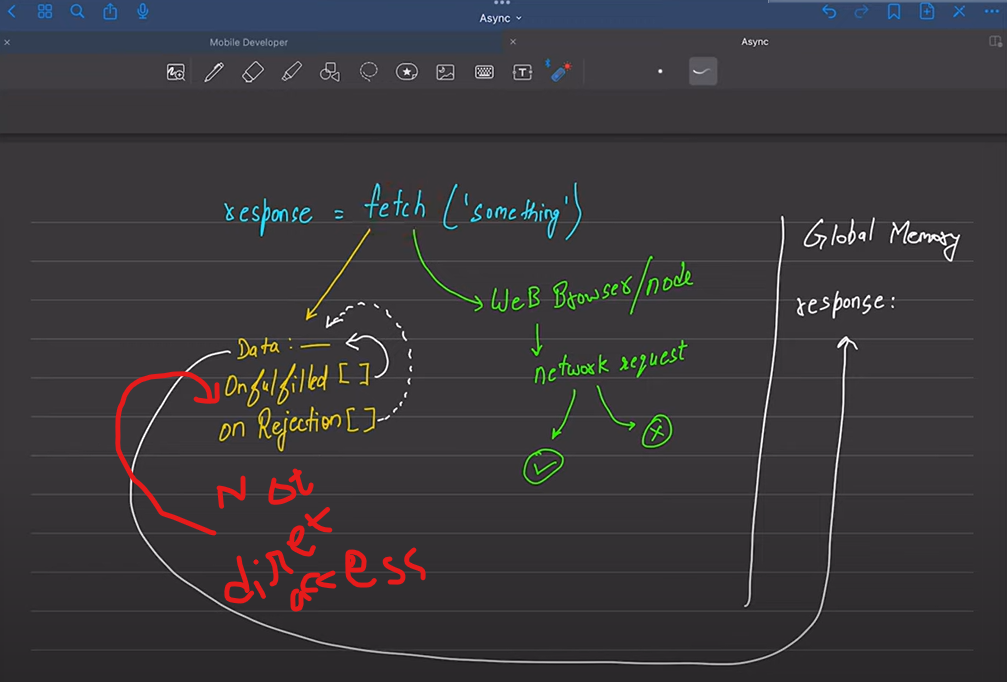 Async
Mobile Developer
Async
response = fetch ('something')
Global Memory
WeB Browser/node
response:
Data: —
network request
Onfulfilled [ ]
on Rejection [ ]
Not
diret
access